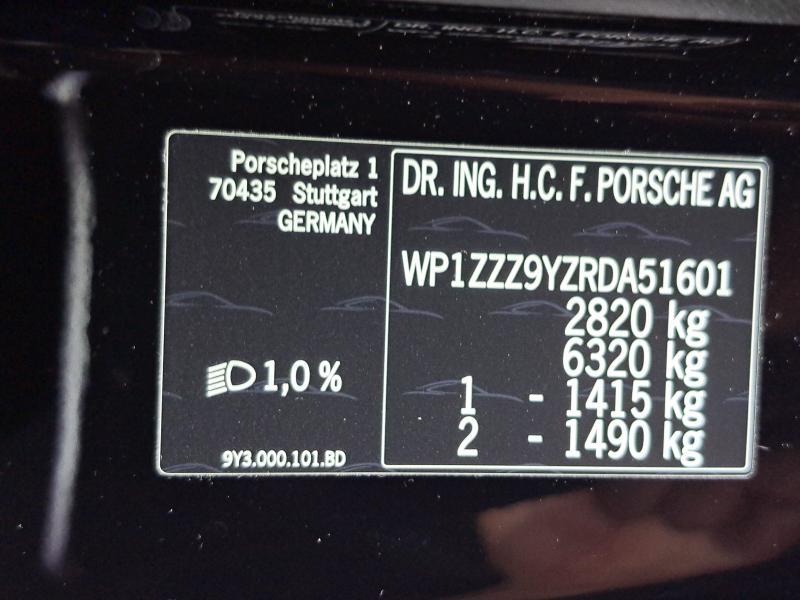 Porscheplatz 1
70435 Stuttgart
GERMANY
1,0 %
9Y3.000.101.BD
DR. ING. H.C. F. PORSCHE AG
WP1ZZZ9YZRDA51601
2820 kg
6320 kg
1 - 1415 kg
2 - 1490 kg